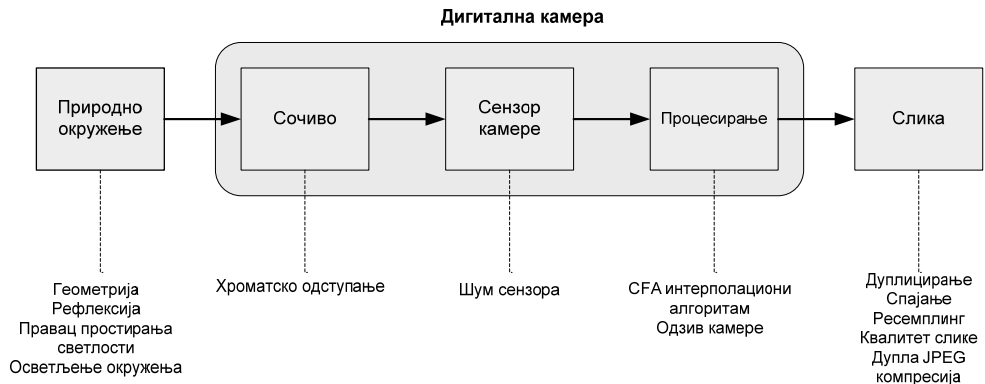 Дигитална камера
Природно
окружење
Сочиво
Сензор
камере
Процесирање
Слика
Геометрија
Рефлексија
Правац простирања
светлости
Осветљење окружења
Хроматско одступање
Шум сензора
CFA интерполациони
алгоритам
Одзив камере
Дуплицирање
Спајање
Ресемплинг
Квалитет слике
Дупла JPEG
компресија